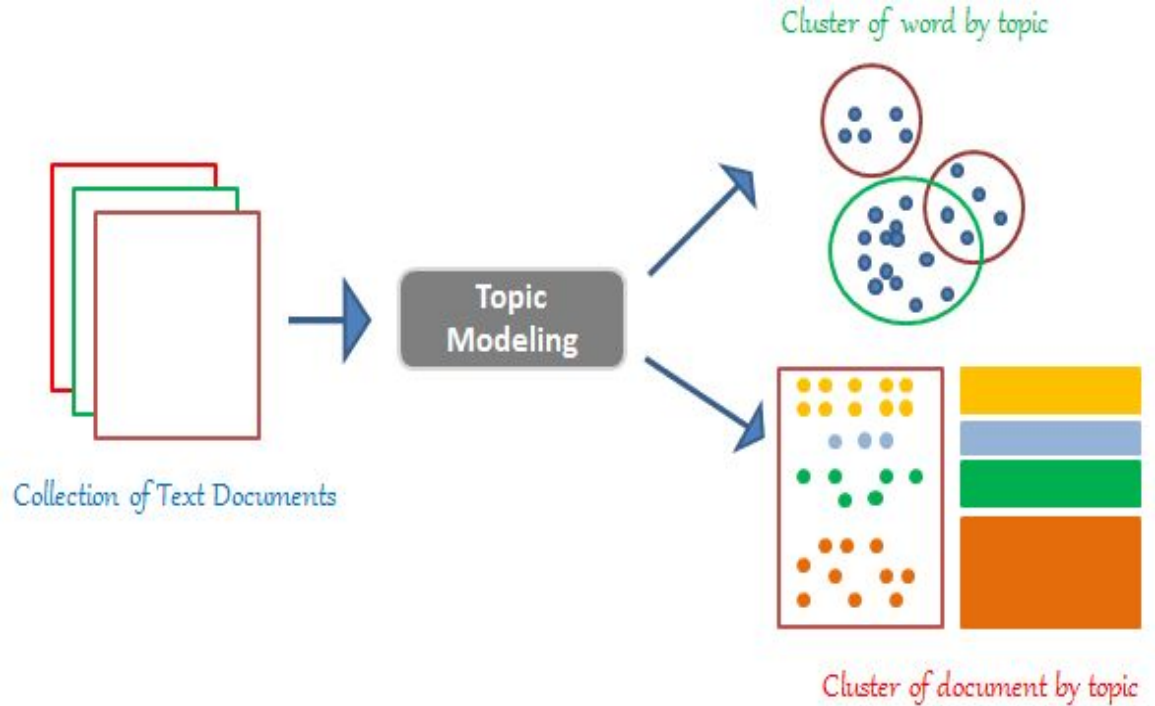 Cluster of word by topic
Topic
Modeling
Collection of Text Documents
Cluster of document by topic